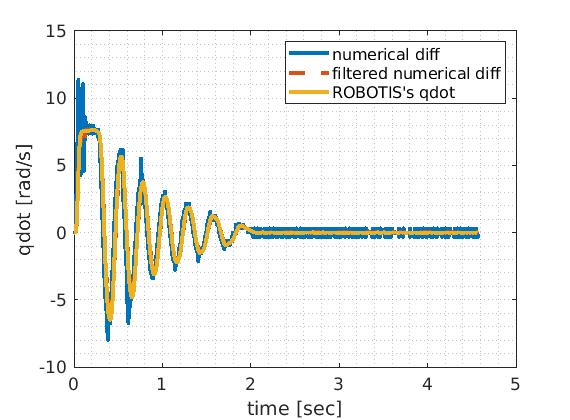 15
10
5
0
-5
-10
qdot [rad/s]
numerical diff
filtered numerical diff
ROBOTIS's qdot
0
1
2
3
4
5
time [sec]